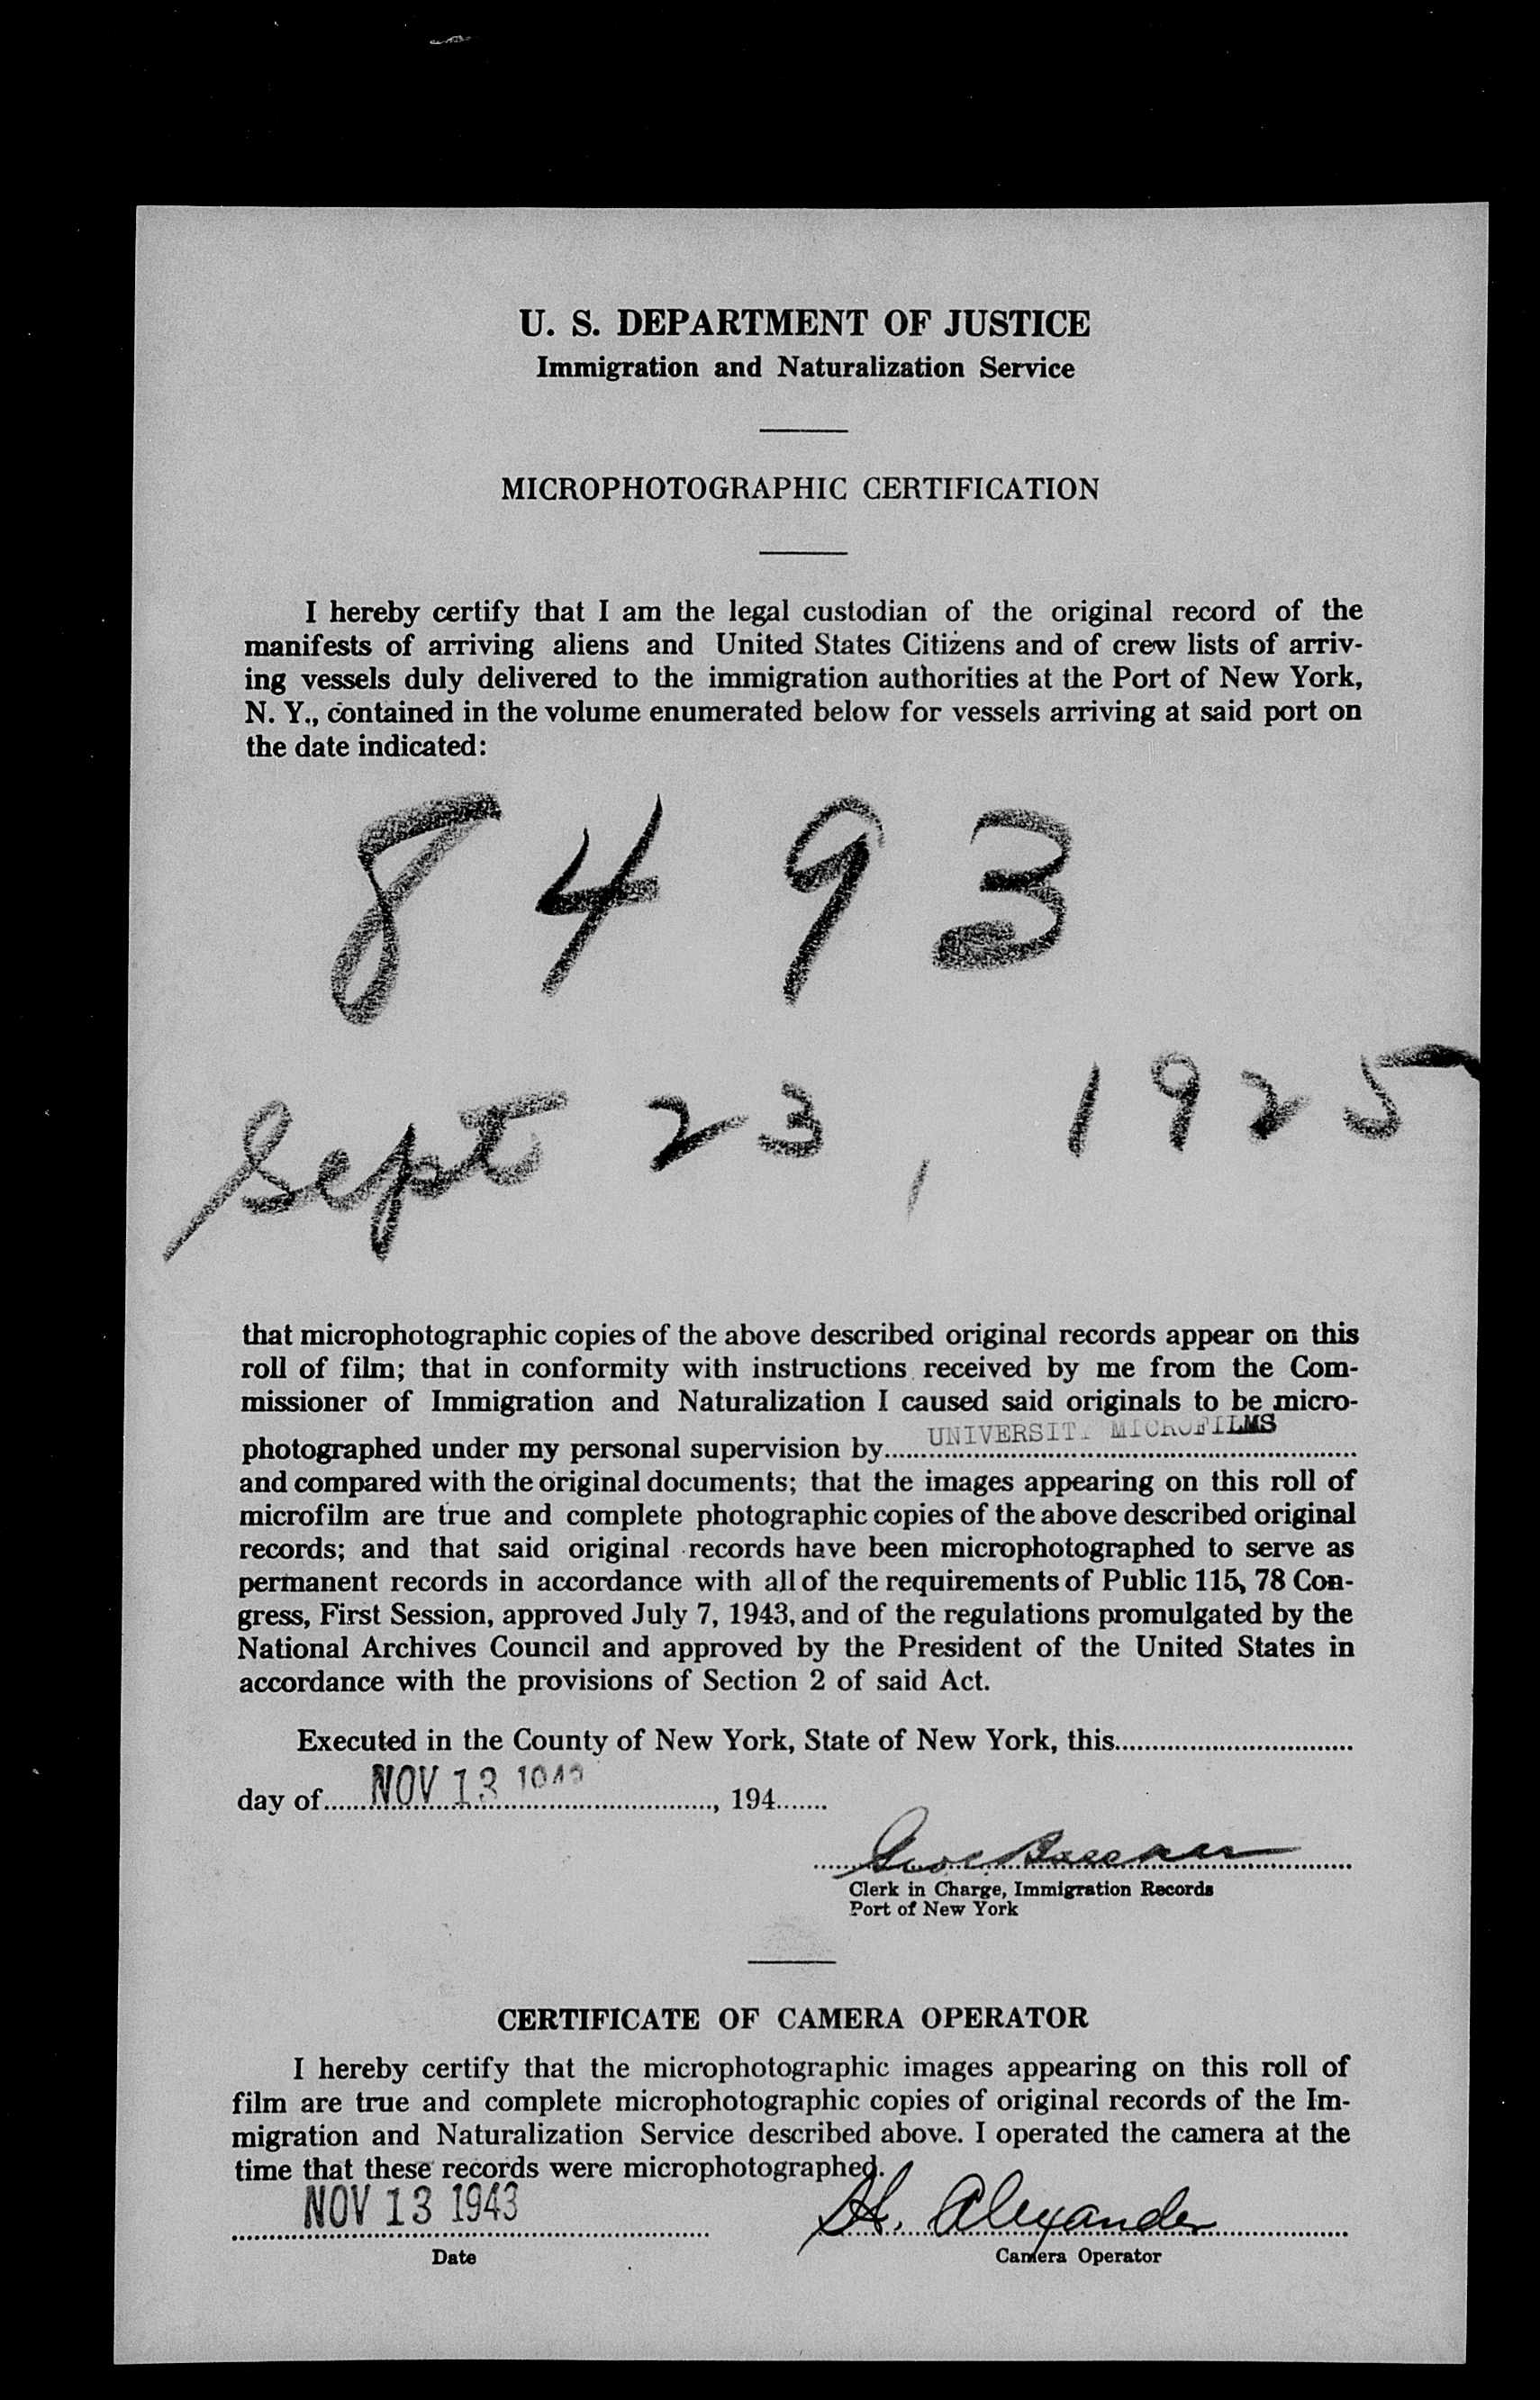 U. S. DEPARTMENT OF JUSTICE
Immigration and Naturalization Service
MICROPHOTOGRAPHIC CERTIFICATION
I hereby certify that I am the legal custodian of the original record of the
manifests of arriving aliens and United States Citizens and of crew lists of arriv-
ing vessels duly delivered to the immigration authorities at the Port of New York,
N. Y., contained in the volume enumerated below for vessels arriving at said port on
the date indicated:
8493
Sept 23, 1925
that microphotographic copies of the above described original records appear on this
roll of film; that in conformity with instructions received by me from the Com-
missioner of Immigration and Naturalization I caused said originals to be micro-
photographed under my personal supervision by UNIVERSITY MICROFILMS
and compared with the original documents; that the images appearing on this roll of
microfilm are true and complete photographic copies of the above described original
records; and that said original records have been microphotographed to serve as
permanent records in accordance with all of the requirements of Public 115, 78 Con-
gress, First Session, approved July 7, 1943, and of the regulations promulgated by the
National Archives Council and approved by the President of the United States in
accordance with the provisions of Section 2 of said Act.
Executed in the County of New York, State of New York, this
day of NOV 13 1943, 194
Clerk in Charge, Immigration Records
Port of New York
CERTIFICATE OF CAMERA OPERATOR
I hereby certify that the microphotographic images appearing on this roll of
film are true and complete microphotographic copies of original records of the Im-
migration and Naturalization Service described above. I operated the camera at the
time that these records were microphotographed.
NOV 13 1943 H. Alexander
Date Camera Operator